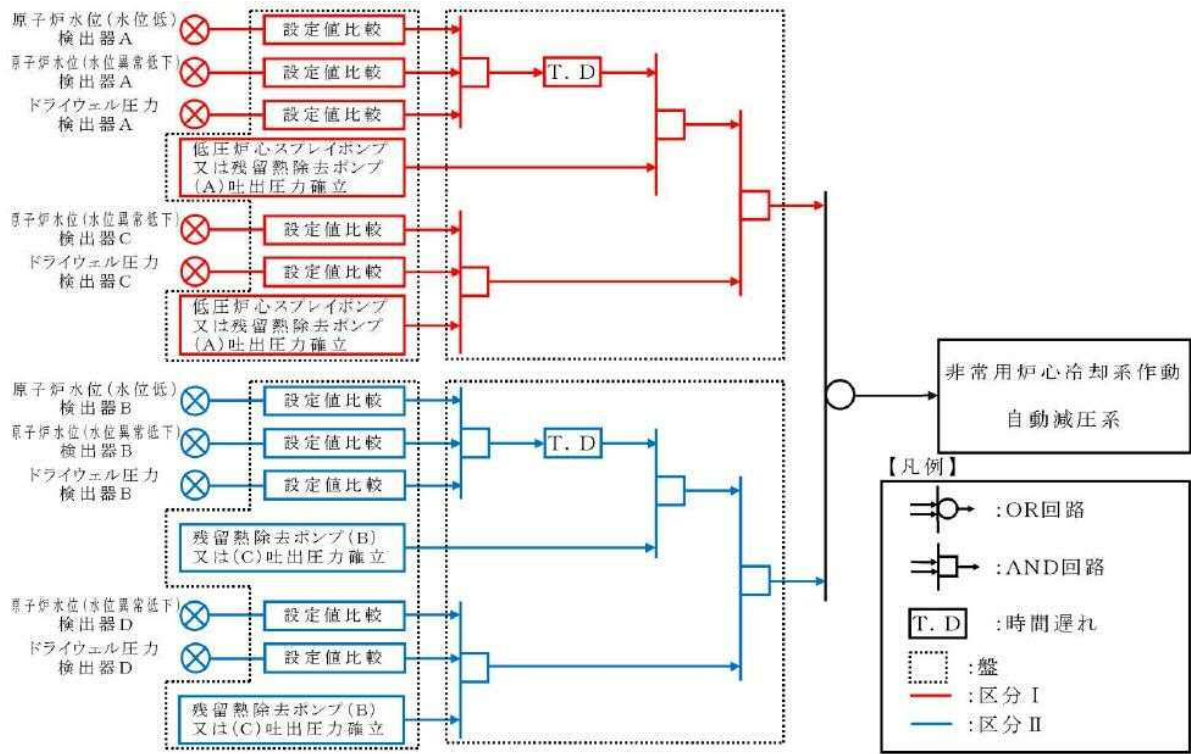 原子炉水位(水位低)
検出器A
設定値比較
原子炉水位(水位異常低下)
検出器A
設定値比較
T. D
ドライウェル圧力
検出器A
設定値比較
低圧炉心スプレイポンプ
又は残留熱除去ポンプ
(A)吐出圧力確立
原子炉水位(水位異常低下)
検出器C
設定値比較
ドライウェル圧力
検出器C
設定値比較
低圧炉心スプレイポンプ
又は残留熱除去ポンプ
(A)吐出圧力確立
原子炉水位(水位低)
検出器B
設定値比較
原子炉水位(水位異常低下)
検出器B
設定値比較
T. D
ドライウェル圧力
検出器B
設定値比較
残留熱除去ポンプ(B)
又は(C)吐出圧力確立
原子炉水位(水位異常低下)
検出器D
設定値比較
ドライウェル圧力
検出器D
設定値比較
残留熱除去ポンプ(B)
又は(C)吐出圧力確立
非常用炉心冷却系作動
自動減圧系
【凡例】
:OR回路
:AND回路
T. D :時間遅れ
:盤
:区分Ⅰ
:区分Ⅱ